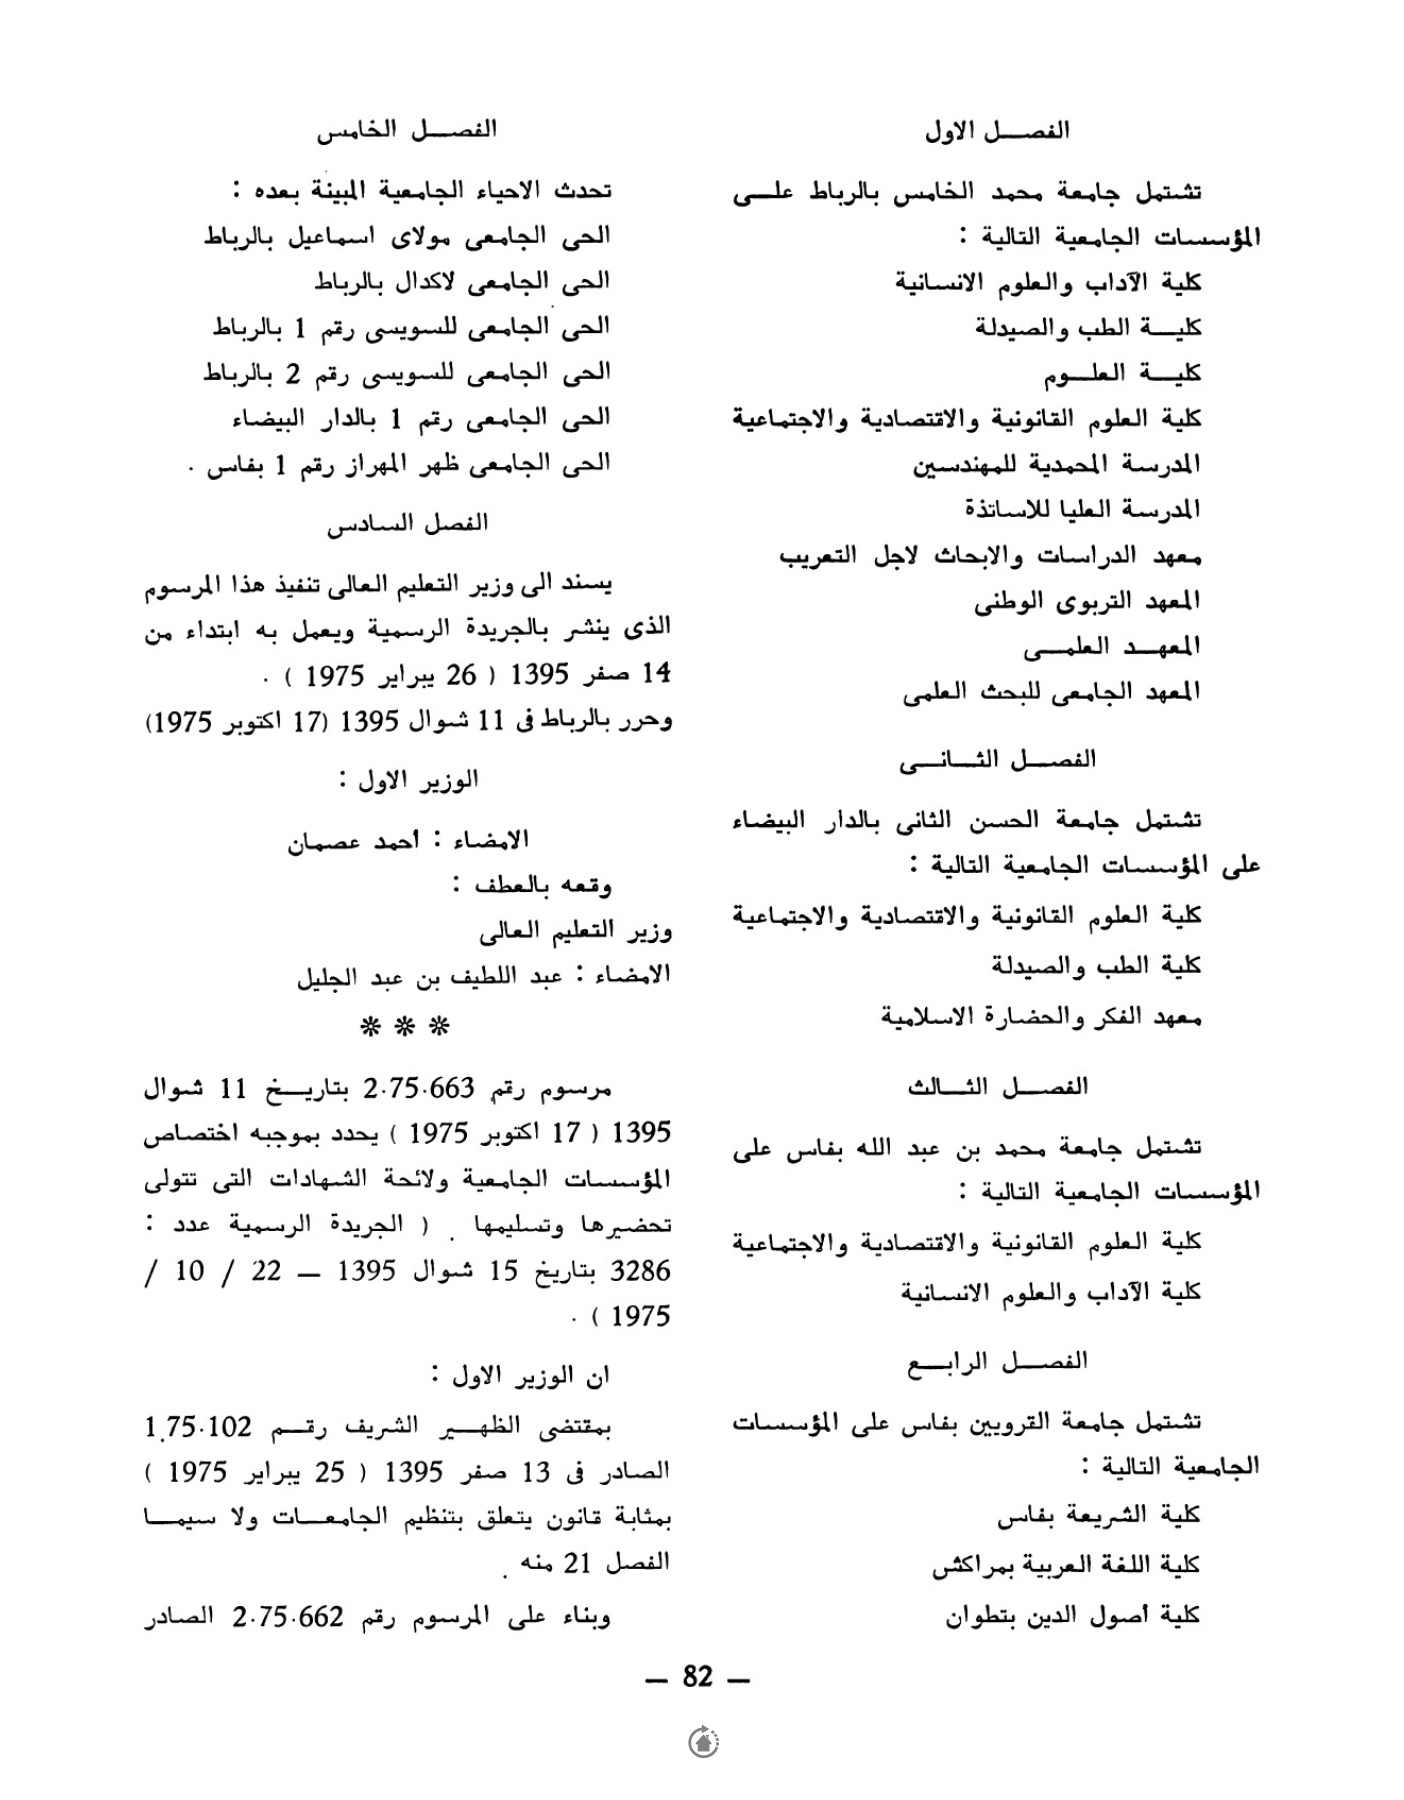 الفصل الاول
تشتمل جامعة محمد الخامس بالرباط على
المؤسسات الجامعية التالية :
كلية الآداب والعلوم الانسانية
كلية الطب والصيدلة
كلية العلوم
كلية العلوم القانونية والاقتصادية والاجتماعية
المدرسة المحمدية للمهندسين
المدرسة العليا للاساتذة
معهد الدراسات والابحاث لاجل التعريب
المعهد التربوى الوطنى
المعهد العلمى
المعهد الجامعى للبحث العلمى
الفصل الثانى
تشتمل جامعة الحسن الثانى بالدار البيضاء
على المؤسسات الجامعية التالية :
كلية العلوم القانونية والاقتصادية والاجتماعية
كلية الطب والصيدلة
معهد الفكر والحضارة الاسلامية
الفصل الثالث
تشتمل جامعة محمد بن عبد الله بفاس على
المؤسسات الجامعية التالية :
كلية العلوم القانونية والاقتصادية والاجتماعية
كلية الآداب والعلوم الانسانية
الفصل الرابع
تشتمل جامعة القرويين بفاس على المؤسسات
الجامعية التالية :
كلية الشريعة بفاس
كلية اللغة العربية بمراكش
كلية أصول الدين بتطوان
الفصل الخامس
تحدث الاحياء الجامعية المبينة بعده :
الحى الجامعى مولاى اسماعيل بالرباط
الحى الجامعى لاكدال بالرباط
الحى الجامعى للسويسى رقم 1 بالرباط
الحى الجامعى للسويسى رقم 2 بالرباط
الحى الجامعى رقم 1 بالدار البيضاء
الحى الجامعى ظهر المهراز رقم 1 بفاس .
الفصل السادس
يسند الى وزير التعليم العالى تنفيذ هذا المرسوم
الذى ينشر بالجريدة الرسمية ويعمل به ابتداء من
14 صفر 1395 ( 26 يبراير 1975 ) .
وحرر بالرباط فى 11 شوال 1395 (17 اكتوبر 1975)
الوزير الاول :
الامضاء : أحمد عصمان
وقعه بالعطف :
وزير التعليم العالى
الامضاء : عبد اللطيف بن عبد الجليل
* * *
مرسوم رقم 2.75.663 بتاريخ 11 شوال
1395 ( 17 اكتوبر 1975 ) يحدد بموجبه اختصاص
المؤسسات الجامعية ولائحة الشهادات التى تتولى
تحضيرها وتسليمها . ( الجريدة الرسمية عدد :
3286 بتاريخ 15 شوال 1395 — 22 / 10 /
1975 ) .
ان الوزير الاول :
بمقتضى الظهير الشريف رقم 1.75.102
الصادر فى 13 صفر 1395 ( 25 يبراير 1975 )
بمثابة قانون يتعلق بتنظيم الجامعات ولا سيما
الفصل 21 منه .
وبناء على المرسوم رقم 2.75.662 الصادر
— 82 —